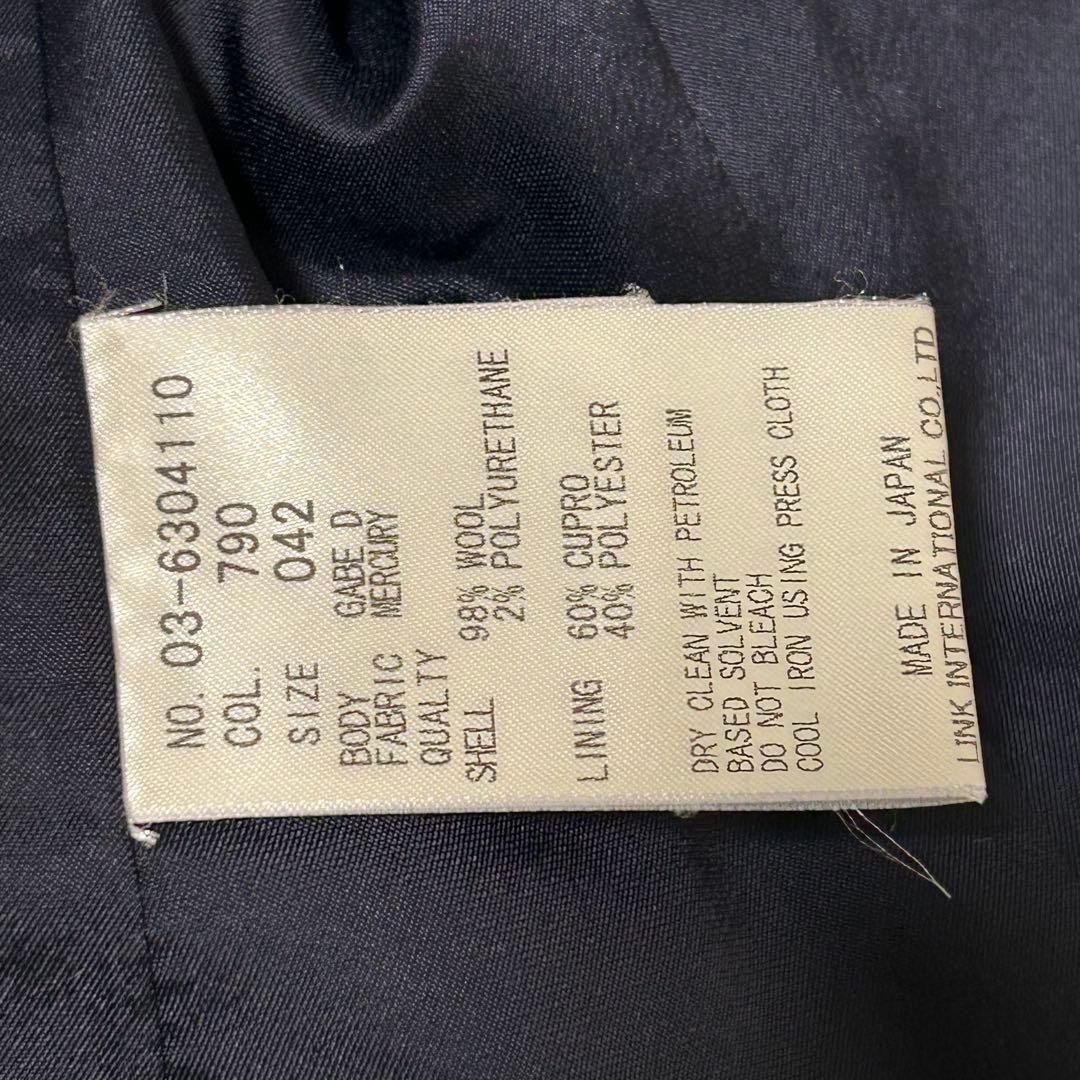 NO. 03-6304110
COL. 790
SIZE 042
BODY GABE D
FABRIC MERCURY
QUALTY
SHELL 98% WOOL
2% POLYURETHANE
LINING 60% CUPRO
40% POLYESTER
DRY CLEAN WITH PETROLEUM
BASED SOLVENT
DO NOT BLEACH
COOL IRON USING PRESS CLOTH
MADE IN JAPAN
LINK INTERNATIONAL CO.,LTD